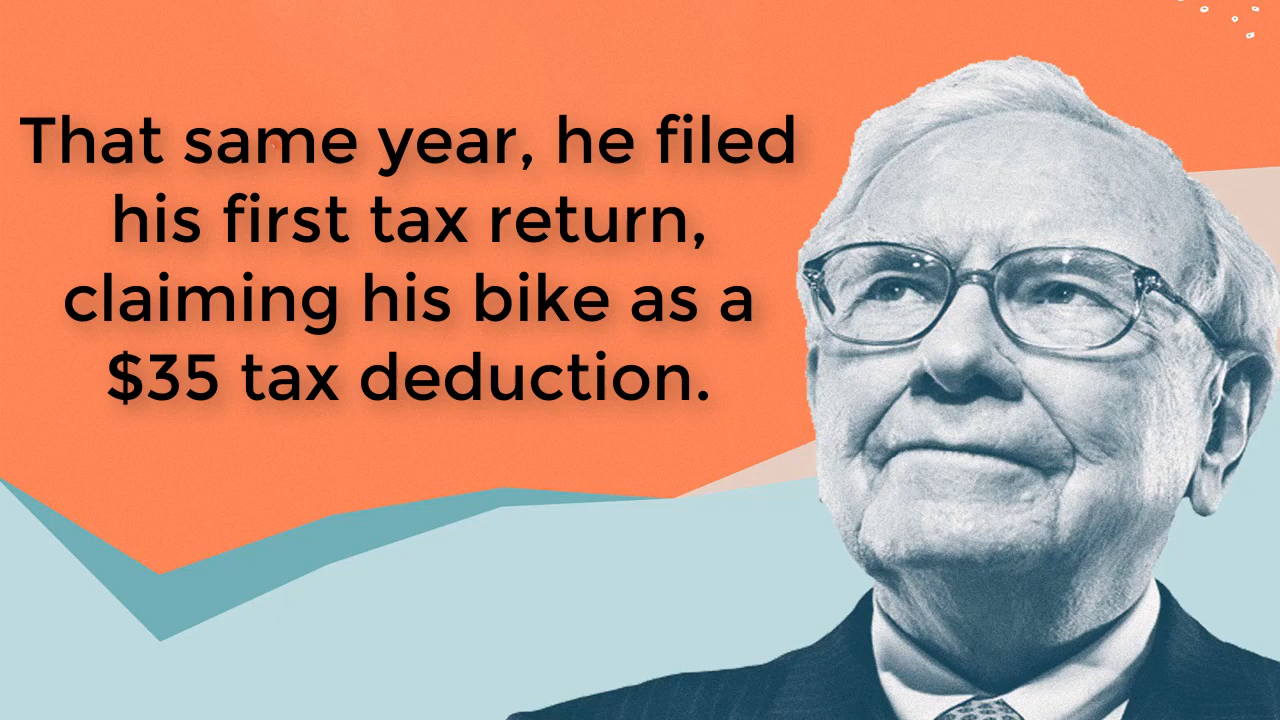 That same year, he filed
his first tax return,
claiming his bike as a
$35 tax deduction.